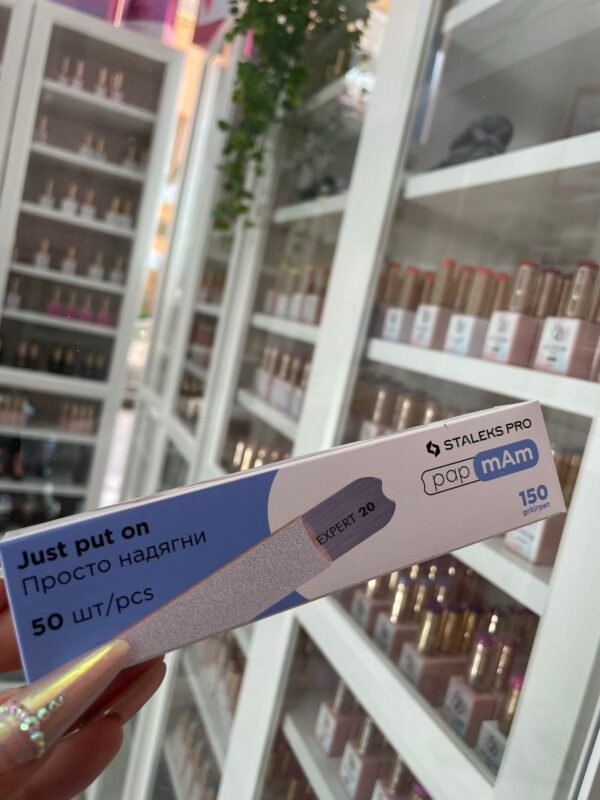 STALEKS PRO
pap mAm
150
grit|грит
Just put on
Просто надягни
50 шт/pcs
EXPERT 20